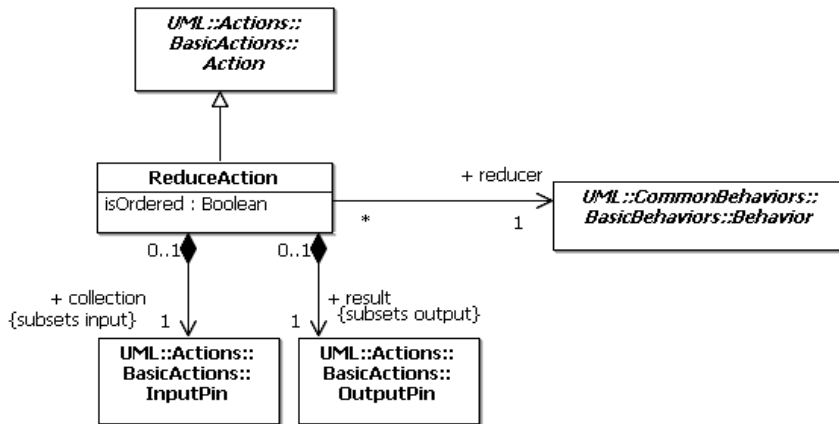 UML::Actions::
BasicActions::
Action
ReduceAction
isOrdered : Boolean
+ reducer
*
1
UML::CommonBehaviors::
BasicBehaviors::Behavior
0..1
0..1
+ collection
{subsets input}
1
+ result
{subsets output}
1
UML::Actions::
BasicActions::
InputPin
UML::Actions::
BasicActions::
OutputPin